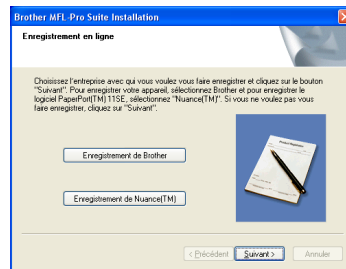 Brother MFL-Pro Suite Installation
Enregistrement en ligne
Choisissez l'entreprise avec qui vous voulez vous faire enregistrer et cliquez sur le bouton
"Suivant". Pour enregistrer votre appareil, sélectionnez Brother et pour enregistrer le
logiciel PaperPort(TM) 11SE, sélectionnez "Nuance(TM)". Si vous ne voulez pas vous
faire enregistrer, cliquez sur "Suivant".
Enregistrement de Brother
Product Registration
Enregistrement de Nuance(TM)
< Précédent
Suivant >
Annuler